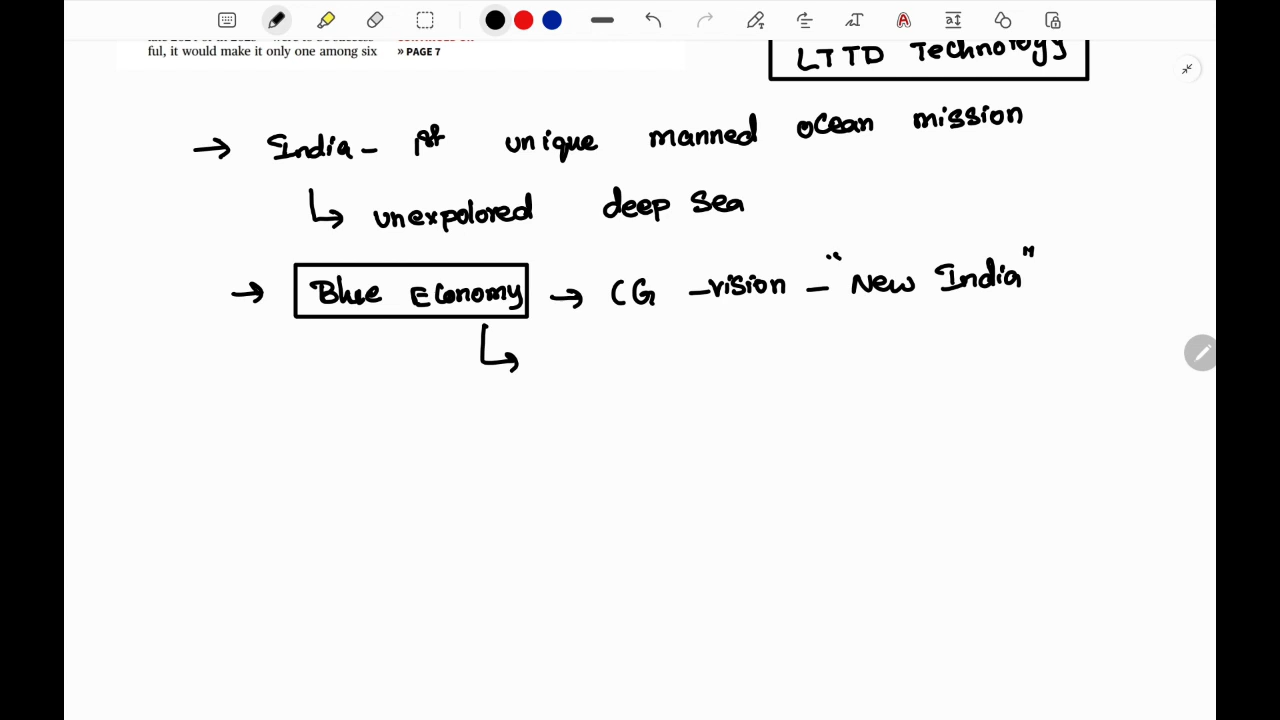 ful, it would make it only one among six
» PAGE 7
LTTD Technology
→ India - 1st unique manned ocean mission
↳ unexpolored deep sea
→ Blue Economy → CG - vision - "New India"
↳